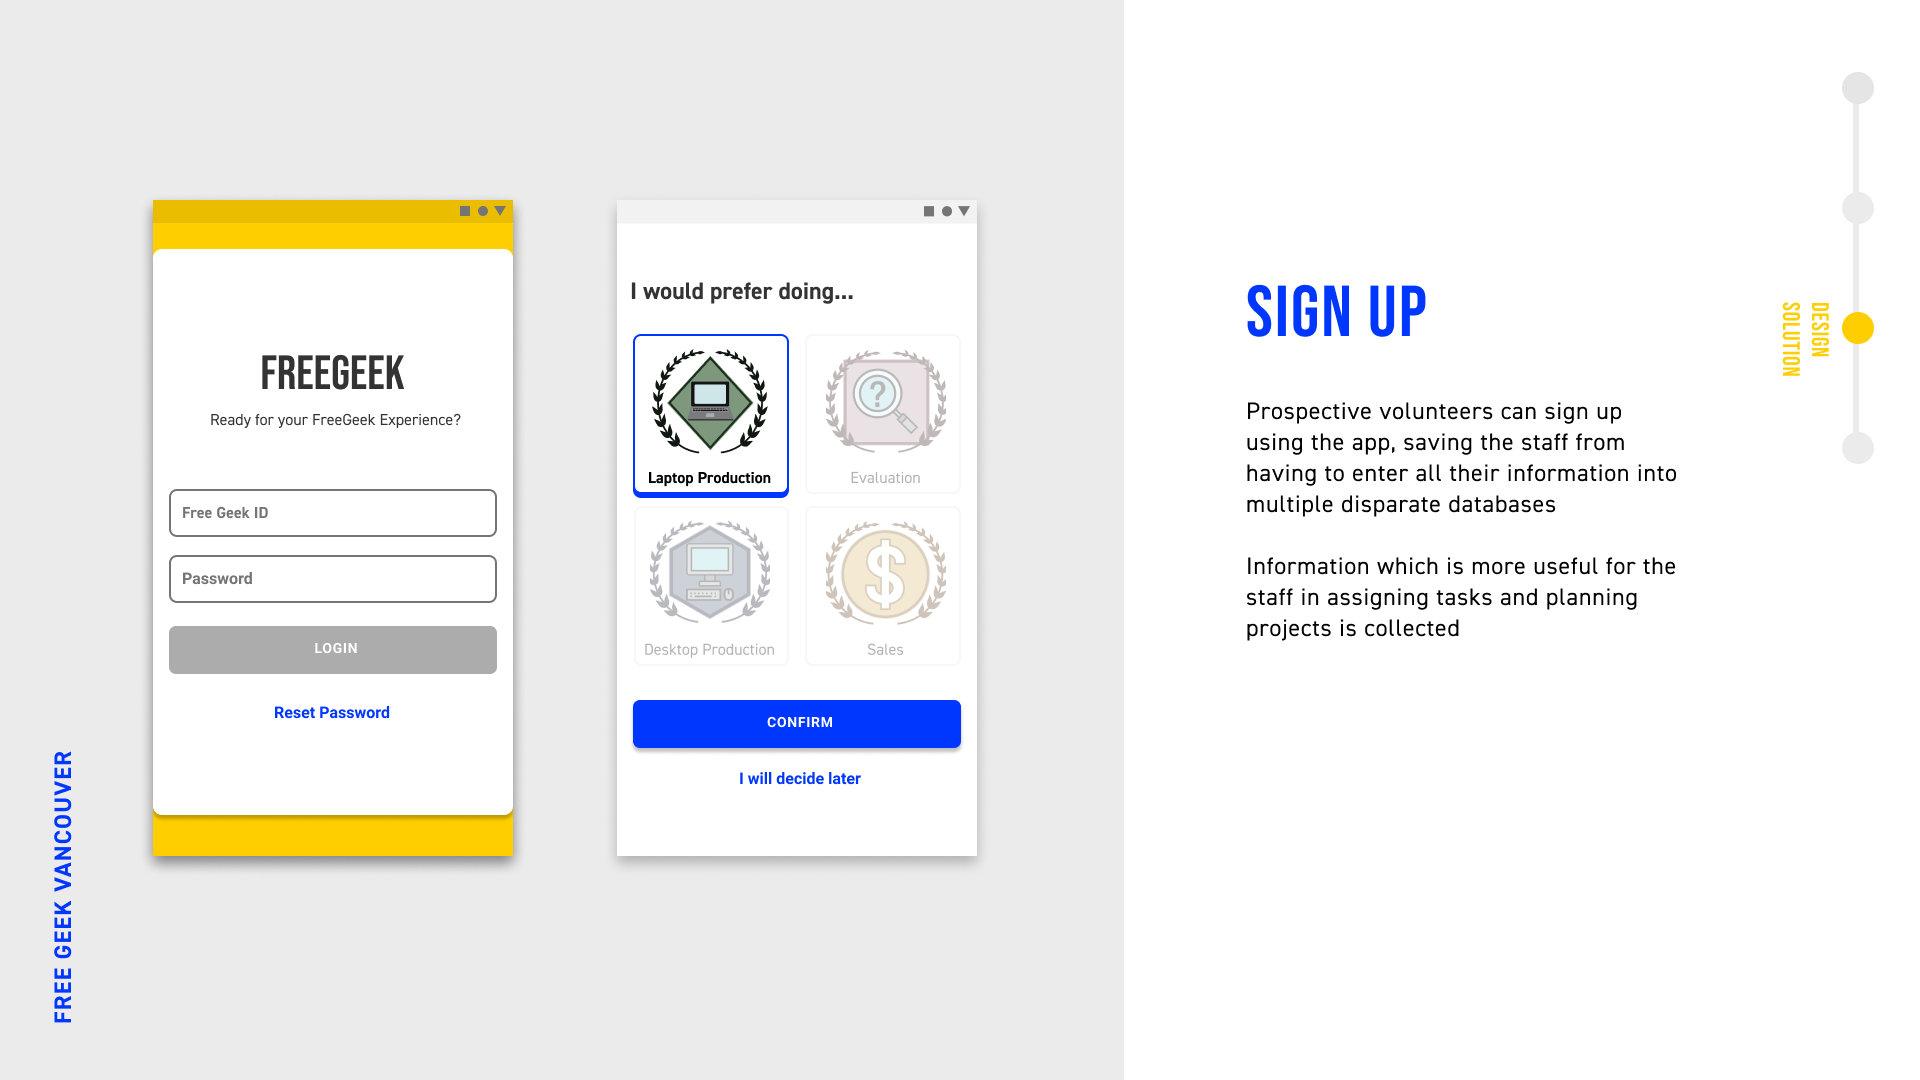 FREEGEEK
Ready for your FreeGeek Experience?
Free Geek ID
Password
LOGIN
Reset Password
I would prefer doing...
Laptop Production
?
Evaluation
Desktop Production
$
Sales
CONFIRM
I will decide later
FREE GEEK VANCOUVER
SIGN UP
Prospective volunteers can sign up
using the app, saving the staff from
having to enter all their information into
multiple disparate databases
Information which is more useful for the
staff in assigning tasks and planning
projects is collected
DESIGN
SOLUTION